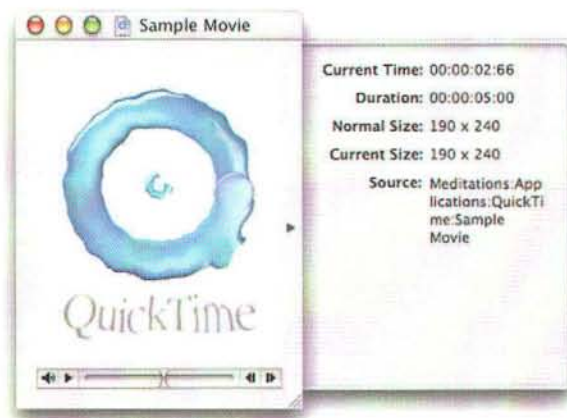 Sample Movie
QuickTime
Current Time: 00:00:02:66
Duration: 00:00:05:00
Normal Size: 190 x 240
Current Size: 190 x 240
Source: Meditations:App
lications:QuickTi
me:Sample
Movie